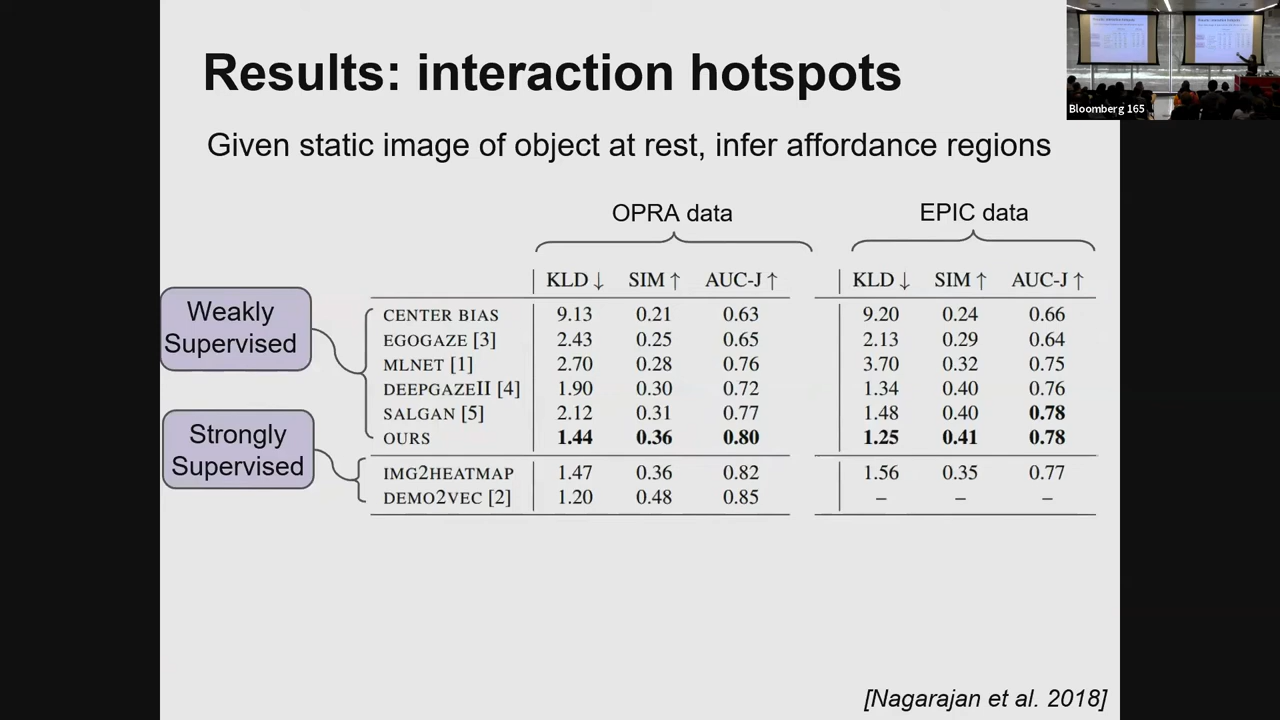 Results: interaction hotspots
Bloomberg 165
Given static image of object at rest, infer affordance regions
OPRA data EPIC data
KLD ↓ SIM ↑ AUC-J ↑ KLD ↓ SIM ↑ AUC-J ↑
Weakly
Supervised
CENTER BIAS 9.13 0.21 0.63 9.20 0.24 0.66
EGOGAZE [3] 2.43 0.25 0.65 2.13 0.29 0.64
MLNET [1] 2.70 0.28 0.76 3.70 0.32 0.75
DEEPGAZEII [4] 1.90 0.30 0.72 1.34 0.40 0.76
SALGAN [5] 2.12 0.31 0.77 1.48 0.40 0.78
OURS 1.44 0.36 0.80 1.25 0.41 0.78
Strongly
Supervised
IMG2HEATMAP 1.47 0.36 0.82 1.56 0.35 0.77
DEMO2VEC [2] 1.20 0.48 0.85 – – –
[Nagarajan et al. 2018]